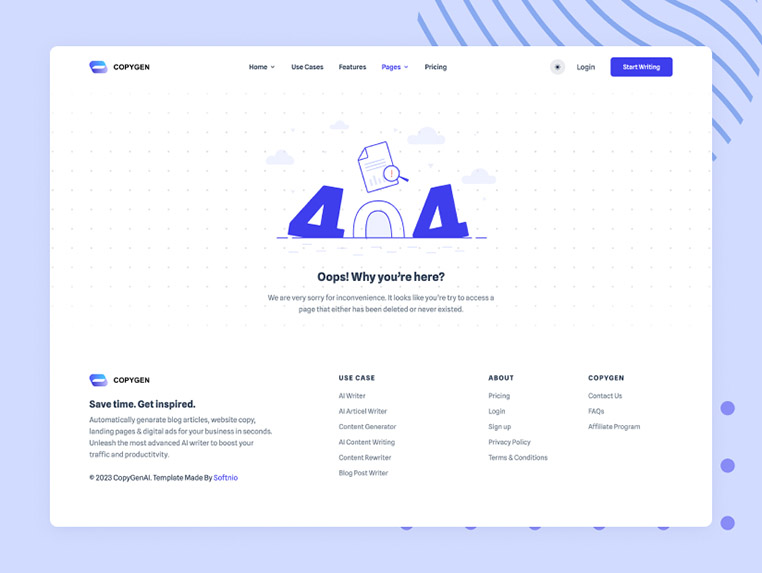 COPYGEN
Home
Use Cases
Features
Pages
Pricing
Login
Start Writing
404
Oops! Why you're here?
We are very sorry for inconvenience. It looks like you're try to access a
page that either has been deleted or never existed.
COPYGEN
Save time. Get inspired.
Automatically genarate blog articles, website copy,
landing pages & digital ads for your business in seconds.
Unleash the most advanced AI writer to boost your
traffic and productivity.
© 2023 CopyGenAI. Template Made By Softnio
USE CASE
AI Writer
AI Articel Writer
Content Generator
AI Content Writing
Content Rewriter
Blog Post Writer
ABOUT
Pricing
Login
Sign up
Privacy Policy
Terms & Conditions
COPYGEN
Contact Us
FAQs
Affiliate Program